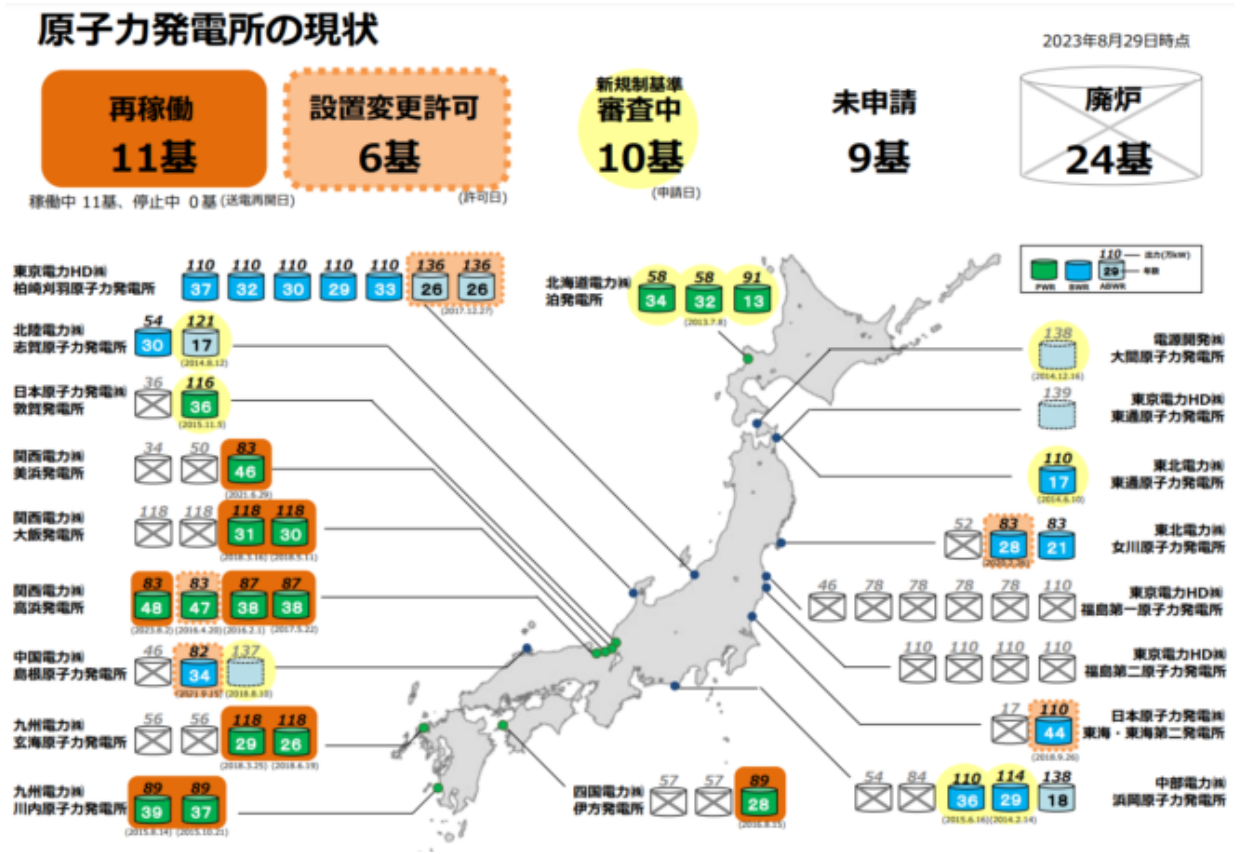 原子力発電所の現状
2023年8月29日時点
再稼働
11基
稼働中 11基、停止中 0基 (送電再開日)
設置変更許可
6基
(許可日)
新規制基準
審査中
10基
(申請日)
未申請
9基
廃炉
24基
東京電力HD㈱
柏崎刈羽原子力発電所
110 110 110 110 110 136 136
37 32 30 29 33 26 26
(2017.12.27)
北陸電力㈱
志賀原子力発電所
54 121
30 17
(2014.8.12)
日本原子力発電㈱
敦賀発電所
36 116
36
(2015.11.5)
関西電力㈱
美浜発電所
34 50 83
46
(2021.6.29)
関西電力㈱
大飯発電所
118 118 118 118
31 30
(2018.3.16) (2018.5.11)
関西電力㈱
高浜発電所
83 83 87 87
48 47 38 38
(2023.8.2) (2016.4.20) (2016.2.1) (2017.5.22)
中国電力㈱
島根原子力発電所
46 82 137
34
(2021.9.15) (2018.8.10)
九州電力㈱
玄海原子力発電所
56 56 118 118
29 26
(2018.3.25) (2018.6.19)
九州電力㈱
川内原子力発電所
89 89
39 37
(2015.8.14) (2015.10.21)
北海道電力㈱
泊発電所
58 58 91
34 32 13
(2013.7.8)
四国電力㈱
伊方発電所
57 57 89
28
(2016.8.15)
110 出力(万kW)
29 年数
PWR BWR ABWR
138
電源開発㈱
大間原子力発電所
(2014.12.16)
139
東京電力HD㈱
東通原子力発電所
110
17
東北電力㈱
東通原子力発電所
(2014.6.10)
52 83 83
28 21
東北電力㈱
女川原子力発電所
(2020.2.26)
46 78 78 78 78 110
東京電力HD㈱
福島第一原子力発電所
110 110 110 110
東京電力HD㈱
福島第二原子力発電所
17 110
44
日本原子力発電㈱
東海・東海第二発電所
(2018.9.26)
54 84 110 114 138
36 29 18
中部電力㈱
浜岡原子力発電所
(2015.6.16) (2014.2.14)